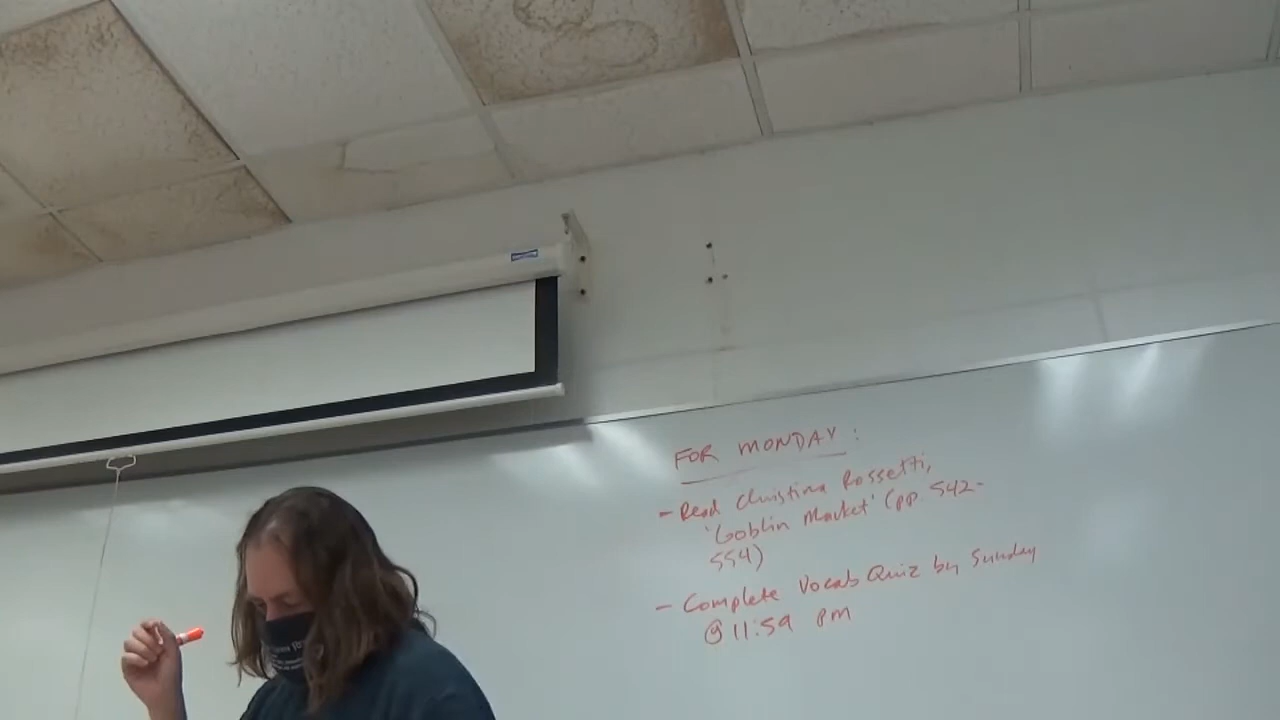 FOR MONDAY:
- Read Christina Rossetti,
'Goblin Market' (pp. 542-
554)
- Complete Vocab Quiz by Sunday
@ 11:59 PM